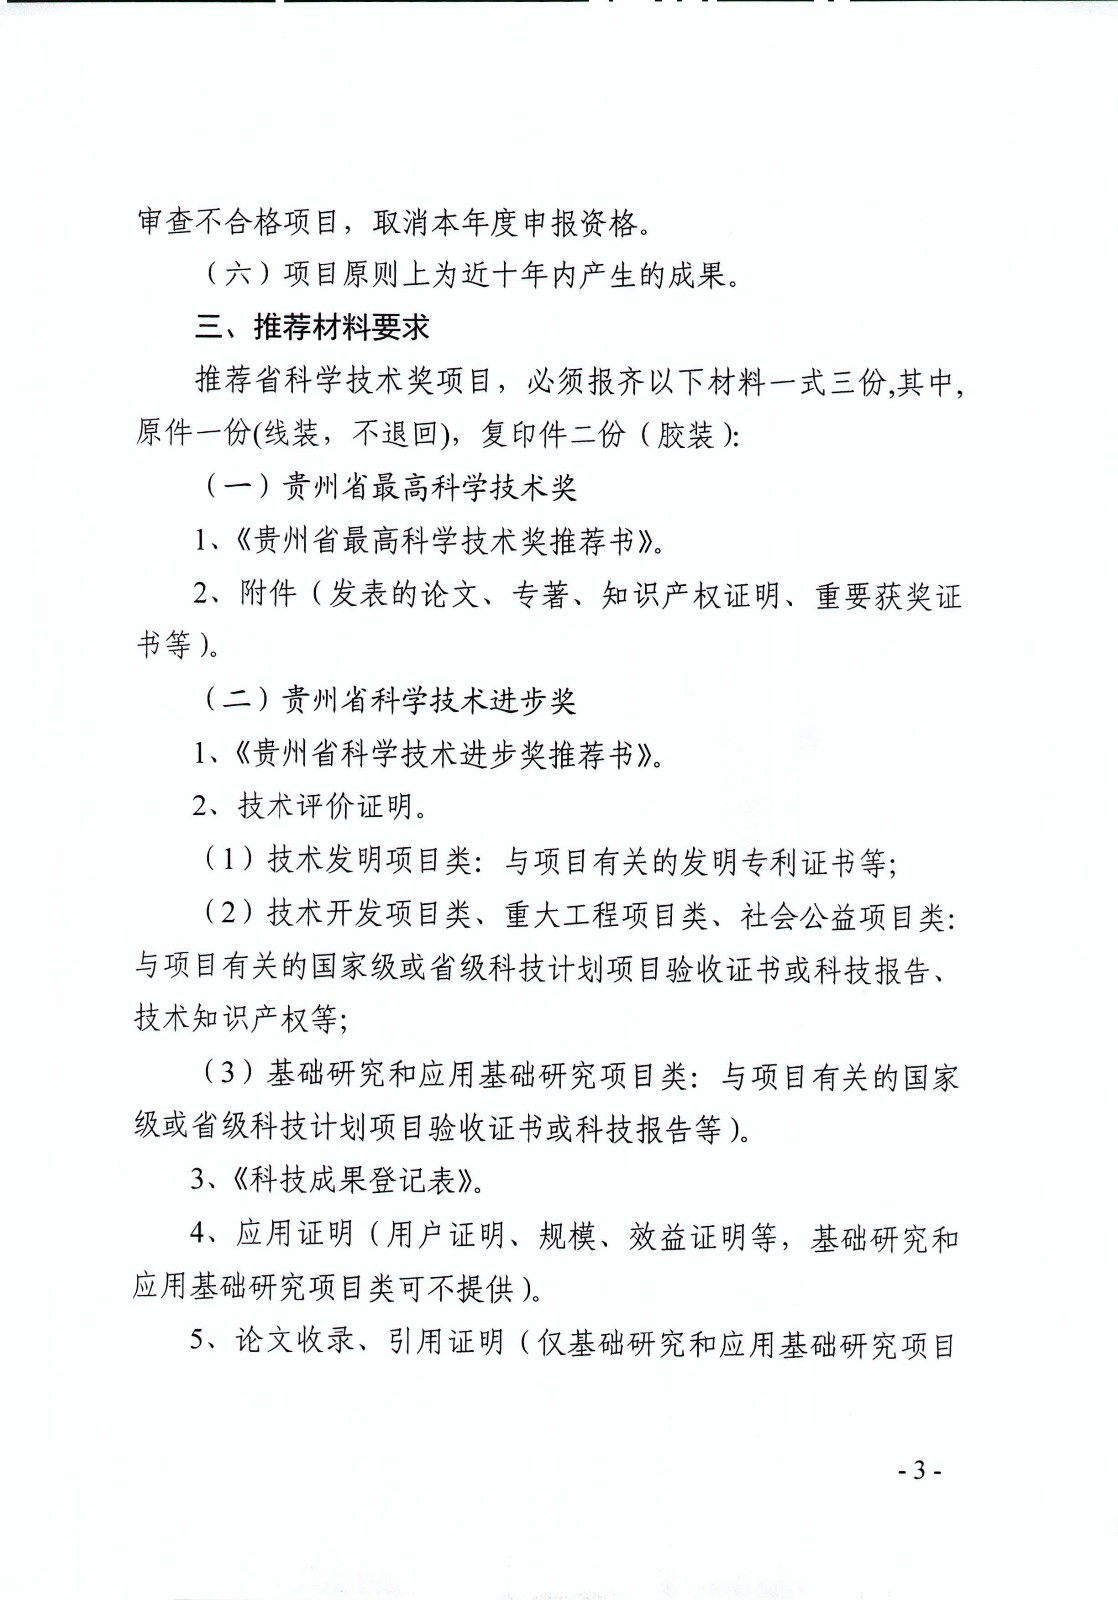 审查不合格项目，取消本年度申报资格。
（六）项目原则上为近十年内产生的成果。
三、推荐材料要求
推荐省科学技术奖项目，必须报齐以下材料一式三份,其中,
原件一份(线装，不退回)，复印件二份（胶装）：
（一）贵州省最高科学技术奖
1、《贵州省最高科学技术奖推荐书》。
2、附件（发表的论文、专著、知识产权证明、重要获奖证
书等）。
（二）贵州省科学技术进步奖
1、《贵州省科学技术进步奖推荐书》。
2、技术评价证明。
（1）技术发明项目类：与项目有关的发明专利证书等；
（2）技术开发项目类、重大工程项目类、社会公益项目类：
与项目有关的国家级或省级科技计划项目验收证书或科技报告、
技术知识产权等；
（3）基础研究和应用基础研究项目类：与项目有关的国家
级或省级科技计划项目验收证书或科技报告等）。
3、《科技成果登记表》。
4、应用证明（用户证明、规模、效益证明等，基础研究和
应用基础研究项目类可不提供）。
5、论文收录、引用证明（仅基础研究和应用基础研究项目
- 3 -